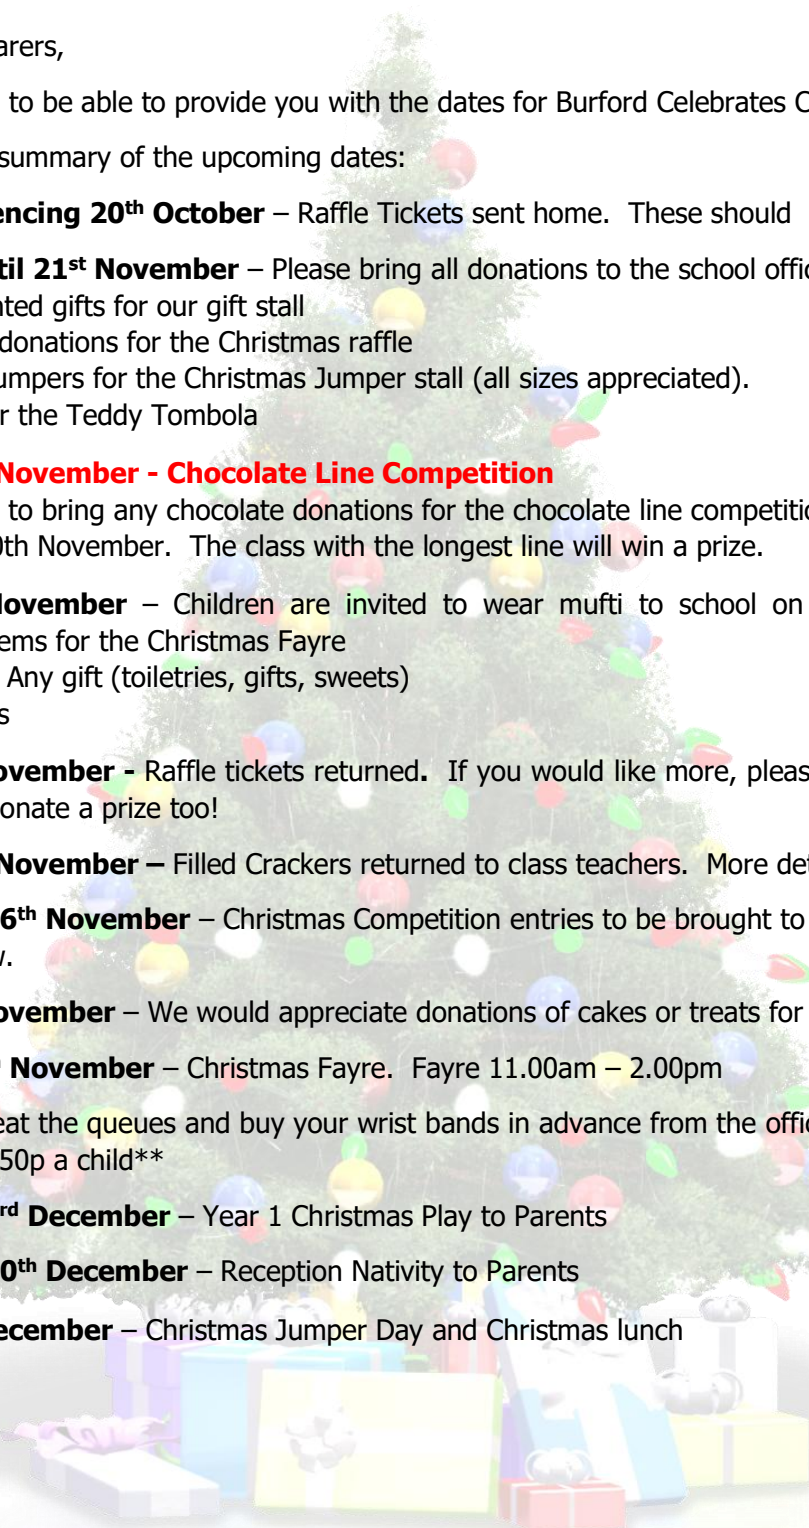 arers,
to be able to provide you with the dates for Burford Celebrates C
summary of the upcoming dates:
encing 20th October – Raffle Tickets sent home. These should
til 21st November – Please bring all donations to the school offic
nted gifts for our gift stall
donations for the Christmas raffle
umpers for the Christmas Jumper stall (all sizes appreciated).
r the Teddy Tombola
November - Chocolate Line Competition
to bring any chocolate donations for the chocolate line competitio
0th November. The class with the longest line will win a prize.
November – Children are invited to wear mufti to school on
ems for the Christmas Fayre
Any gift (toiletries, gifts, sweets)
s
ovember - Raffle tickets returned. If you would like more, pleas
onate a prize too!
November – Filled Crackers returned to class teachers. More det
6th November – Christmas Competition entries to be brought to
w.
ovember – We would appreciate donations of cakes or treats for
November – Christmas Fayre. Fayre 11.00am – 2.00pm
eat the queues and buy your wrist bands in advance from the offic
50p a child**
rd December – Year 1 Christmas Play to Parents
0th December – Reception Nativity to Parents
ecember – Christmas Jumper Day and Christmas lunch